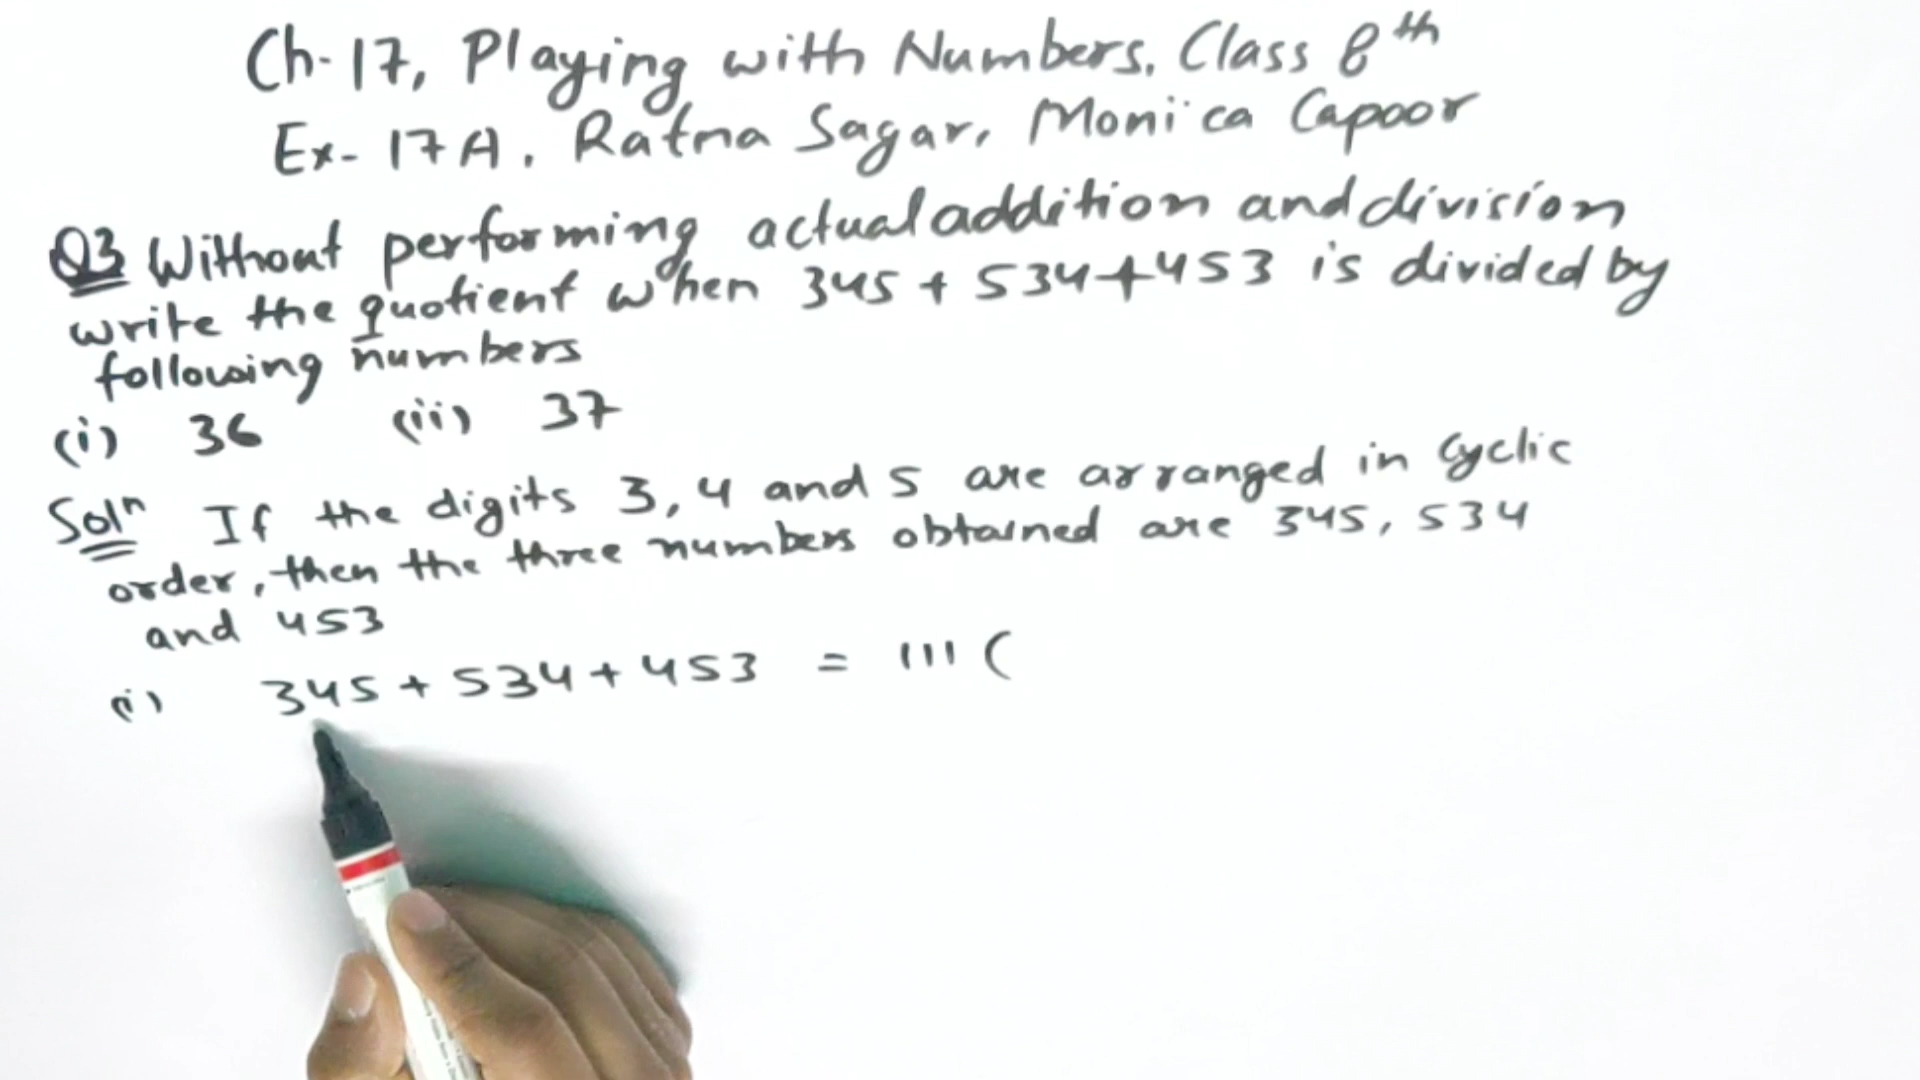 Ch-17, Playing with Numbers. Class 8th
Ex- 17A. Ratna Sagar, Monica Capoor
Q3 Without performing actual addition and division
write the quotient when 345 + 534 + 453 is divided by
following numbers
(i) 36 (ii) 37
Solⁿ If the digits 3, 4 and 5 are arranged in cyclic
order, then the three numbers obtained are 345, 534
and 453
(i) 345 + 534 + 453 = 111 (